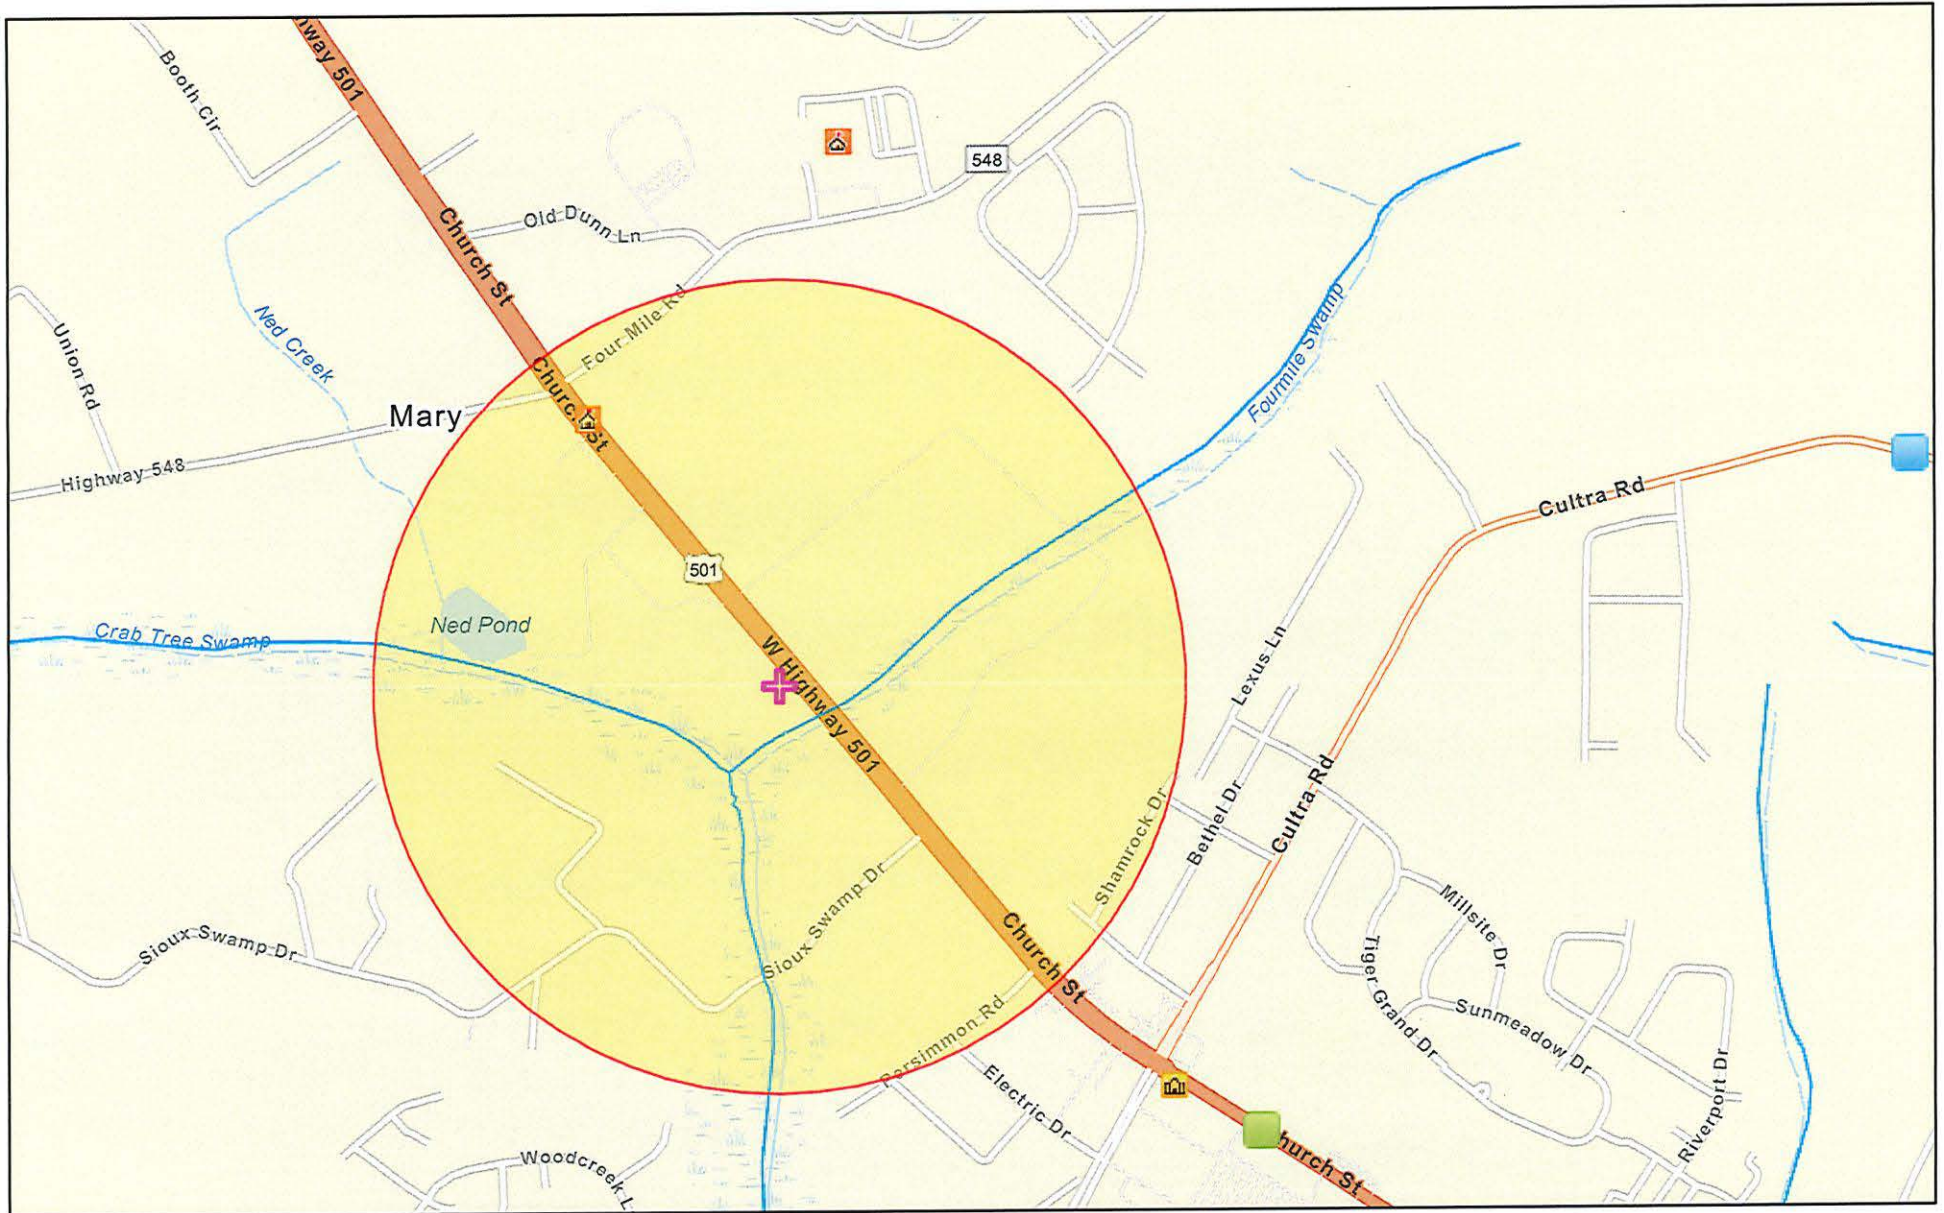 hway 501
Booth Cir
548
Church St
Old Dunn Ln
Four Mile Rd
Ned Creek
Union Rd
Fourmile Swamp
Church St
Mary
Highway 548
Cultra Rd
501
Ned Pond
Crab Tree Swamp
W Highway 501
Lexus Ln
Shamrock Dr
Bethel Dr
Cultra Rd
Sioux Swamp Dr
Sioux Swamp Dr
Church St
Millsite Dr
Tiger Grand Dr
Sunmeadow Dr
Persimmon Rd
Electric Dr
Riverport Dr
Woodcreek L
hurch St